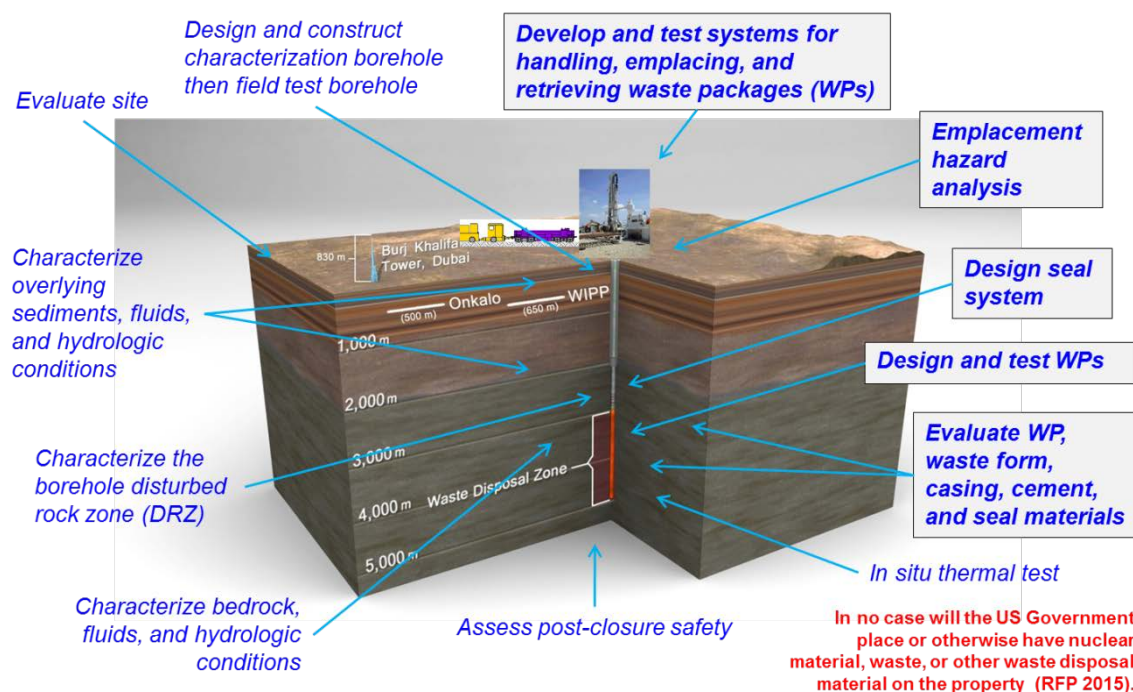 Design and construct
characterization borehole
then field test borehole
Develop and test systems for
handling, emplacing, and
retrieving waste packages (WPs)
Evaluate site
Emplacement
hazard
analysis
830 m
Burj Khalifa
Tower, Dubai
Characterize
overlying
sediments, fluids,
and hydrologic
conditions
Onkalo
(500 m)
WIPP
(650 m)
Design seal
system
1,000 m
Design and test WPs
2,000 m
Evaluate WP,
waste form,
casing, cement,
and seal materials
3,000 m
Characterize the
borehole disturbed
rock zone (DRZ)
Waste Disposal Zone
4,000 m
5,000 m
In situ thermal test
Characterize bedrock,
fluids, and hydrologic
conditions
Assess post-closure safety
In no case will the US Government
place or otherwise have nuclear
material, waste, or other waste disposal
material on the property (RFP 2015).